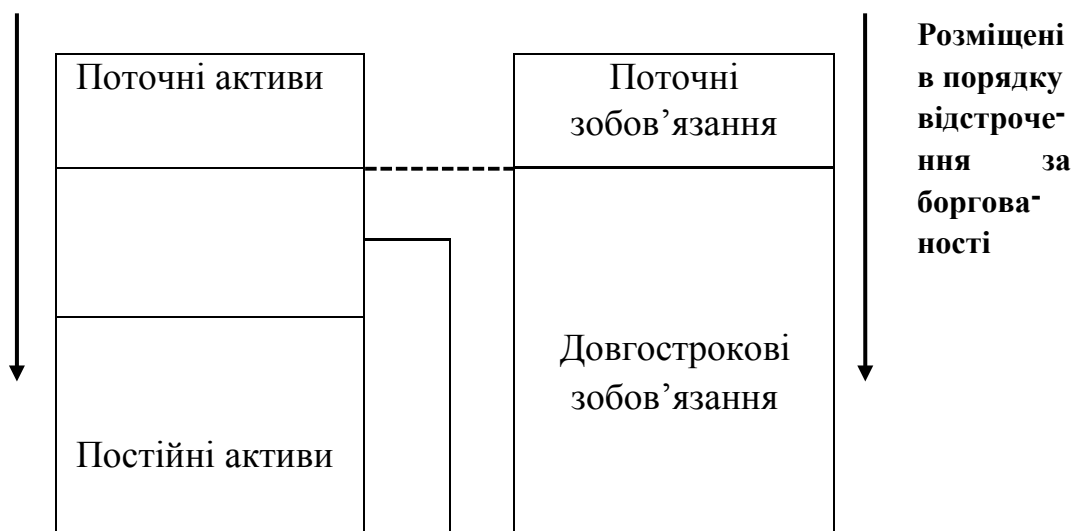 Поточні активи
Постійні активи
Поточні
зобов’язання
Довгострокові
зобов’язання
Розміщені
в порядку
відстроче-
ння за
боргова-
ності